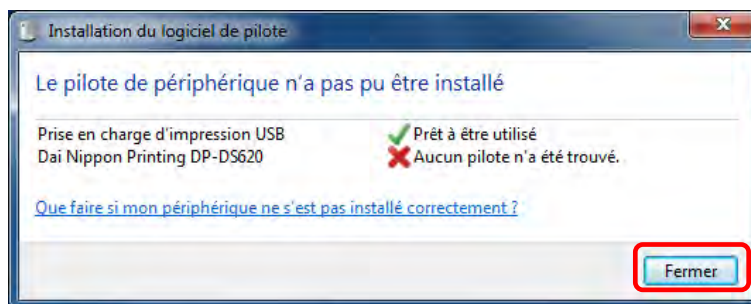 Installation du logiciel de pilote
Le pilote de périphérique n'a pas pu être installé
Prise en charge d'impression USB Prêt à être utilisé
Dai Nippon Printing DP-DS620 Aucun pilote n'a été trouvé.
Que faire si mon périphérique ne s'est pas installé correctement ?
Fermer